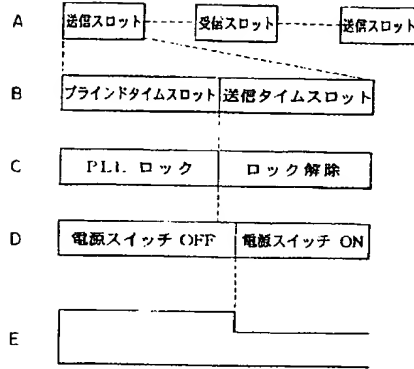 A 送信スロット 受信スロット 送信スロット
B ブラインドタイムスロット 送信タイムスロット
C PLL ロック ロック解除
D 電源スイッチ OFF 電源スイッチ ON
E